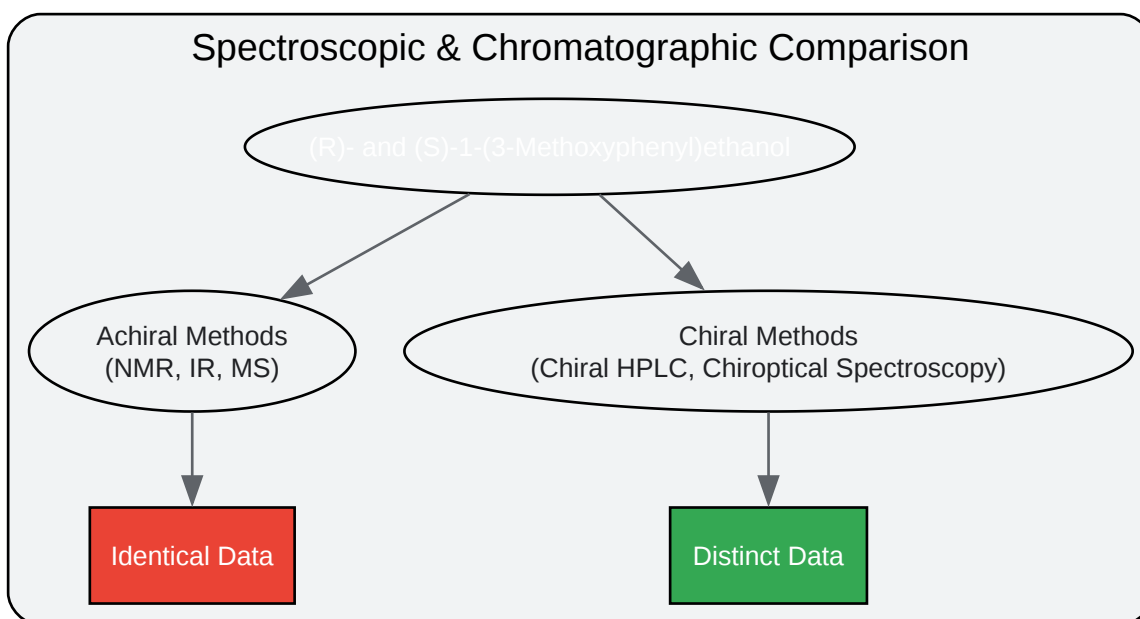 Spectroscopic & Chromatographic Comparison
(R)- and (S)-1-(3-Methoxyphenyl)ethanol
Achiral Methods
(NMR, IR, MS)
Chiral Methods
(Chiral HPLC, Chiroptical Spectroscopy)
Identical Data
Distinct Data